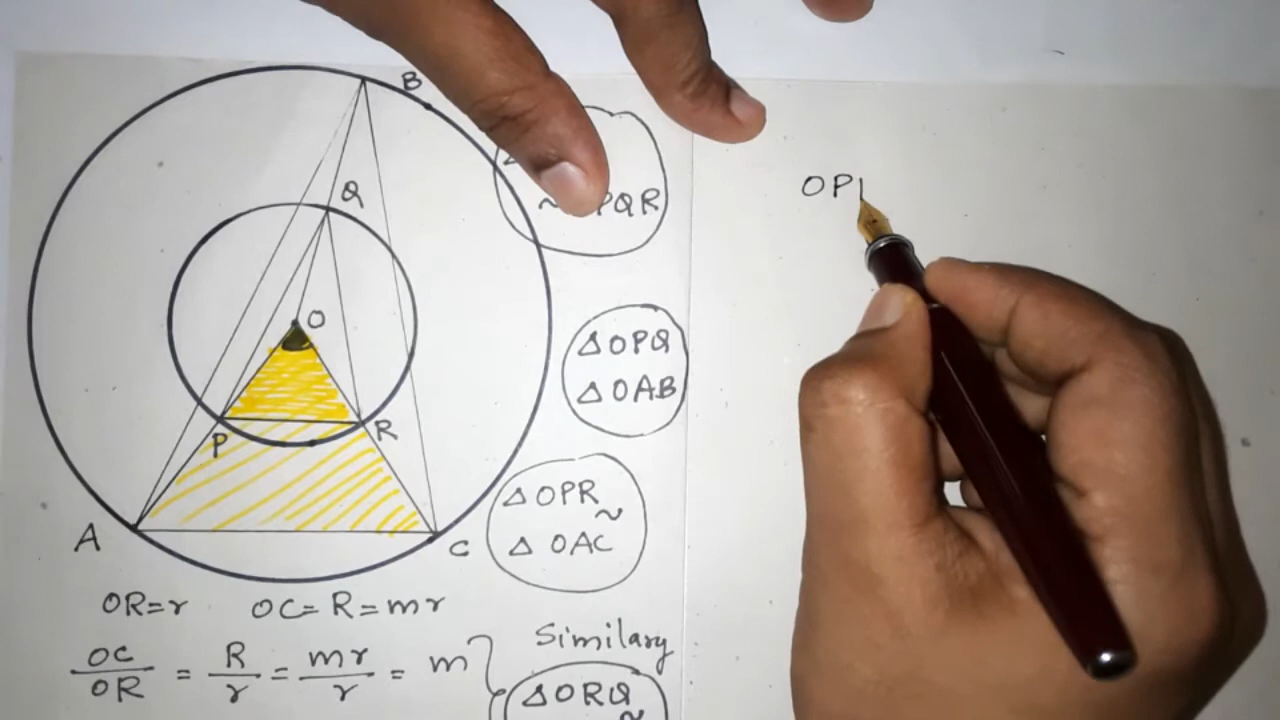 B
Q
O
P
R
A
C
PQR
△OPQ
△OAB
△OPR
~
△OAC
OR=r OC=R=mr
OC/OR = R/r = mr/r = m
Similary
△ORQ
~
OP